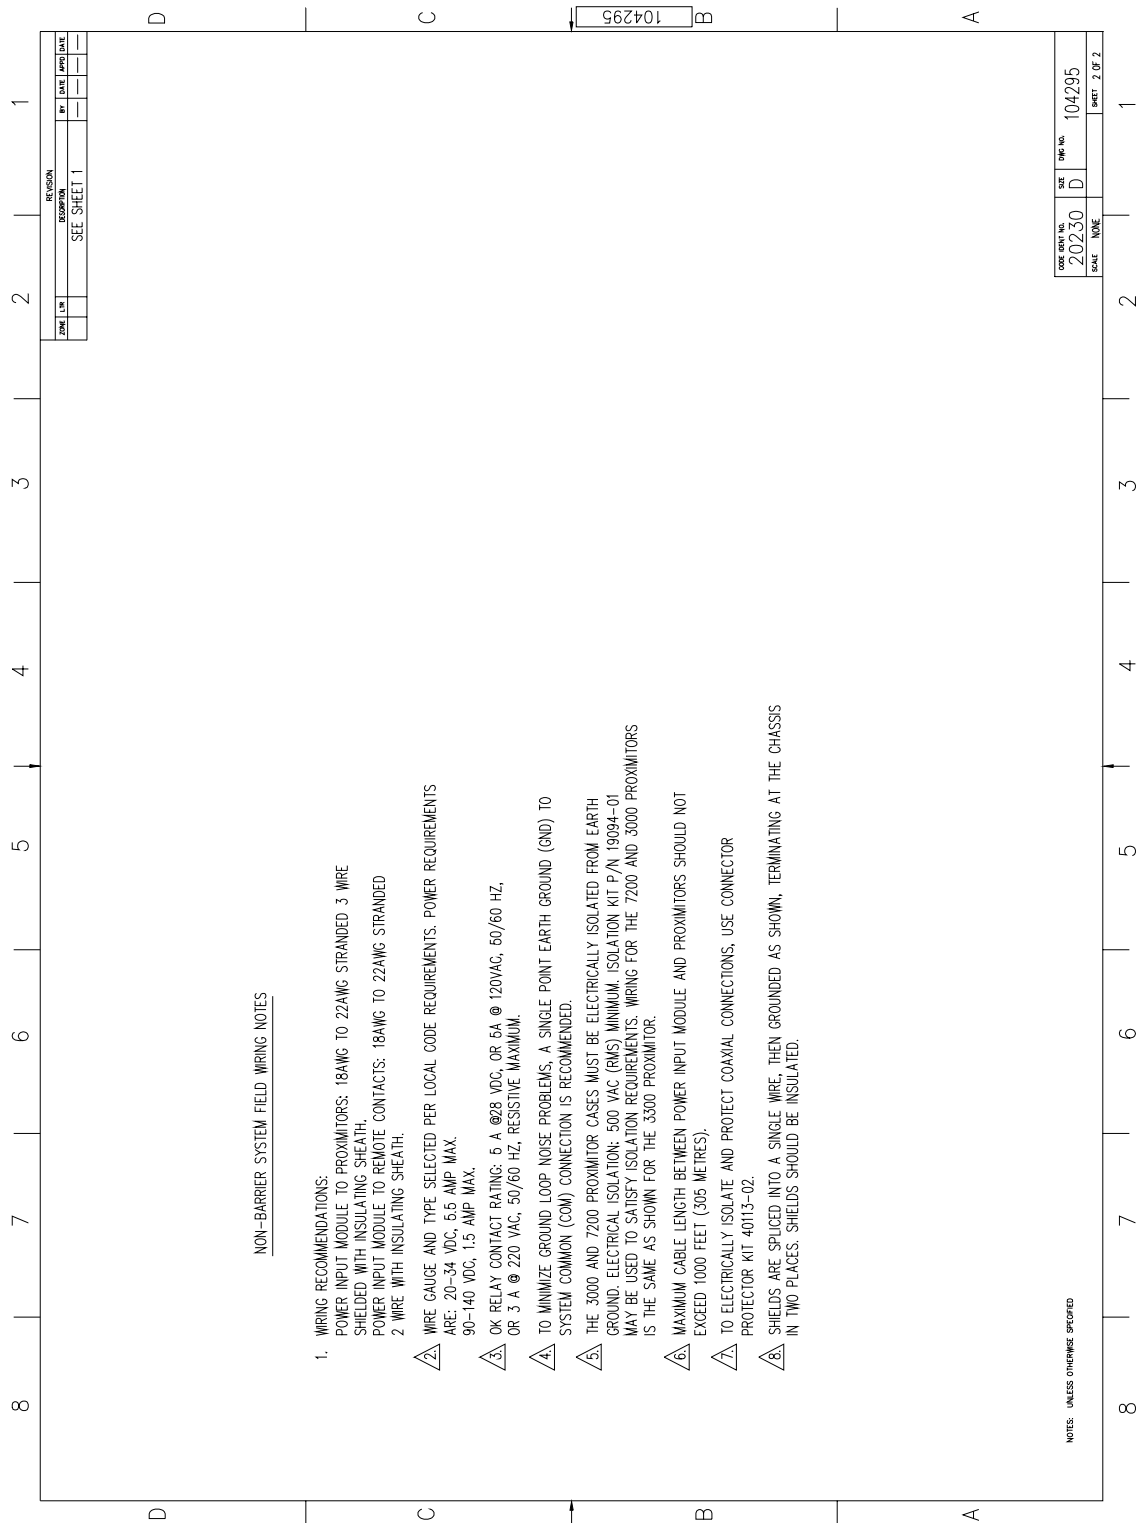 8 7 6 5 4 3 2 1
D
C
B
A
REVISION
ZONE LTR DESCRIPTION BY DATE APPD DATE
SEE SHEET 1 — — — —
NON-BARRIER SYSTEM FIELD WIRING NOTES
1. WIRING RECOMMENDATIONS:
POWER INPUT MODULE TO PROXIMITORS: 18AWG TO 22AWG STRANDED 3 WIRE
SHIELDED WITH INSULATING SHEATH.
POWER INPUT MODULE TO REMOTE CONTACTS: 18AWG TO 22AWG STRANDED
2 WIRE WITH INSULATING SHEATH.
2. WIRE GAUGE AND TYPE SELECTED PER LOCAL CODE REQUIREMENTS. POWER REQUIREMENTS
ARE: 20-34 VDC, 5.5 AMP MAX.
90-140 VDC, 1.5 AMP MAX.
3. OK RELAY CONTACT RATING: 5 A @28 VDC, OR 5A @ 120VAC, 50/60 HZ,
OR 3 A @ 220 VAC, 50/60 HZ, RESISTIVE MAXIMUM.
4. TO MINIMIZE GROUND LOOP NOISE PROBLEMS, A SINGLE POINT EARTH GROUND (GND) TO
SYSTEM COMMON (COM) CONNECTION IS RECOMMENDED.
5. THE 3000 AND 7200 PROXIMITOR CASES MUST BE ELECTRICALLY ISOLATED FROM EARTH
GROUND. ELECTRICAL ISOLATION: 500 VAC (RMS) MINIMUM. ISOLATION KIT P/N 19094-01
MAY BE USED TO SATISFY ISOLATION REQUIREMENTS. WIRING FOR THE 7200 AND 3000 PROXIMITORS
IS THE SAME AS SHOWN FOR THE 3300 PROXIMITOR.
6. MAXIMUM CABLE LENGTH BETWEEN POWER INPUT MODULE AND PROXIMITORS SHOULD NOT
EXCEED 1000 FEET (305 METRES).
7. TO ELECTRICALLY ISOLATE AND PROTECT COAXIAL CONNECTIONS, USE CONNECTOR
PROTECTOR KIT 40113-02.
8. SHIELDS ARE SPLICED INTO A SINGLE WIRE, THEN GROUNDED AS SHOWN, TERMINATING AT THE CHASSIS
IN TWO PLACES. SHIELDS SHOULD BE INSULATED.
NOTES: UNLESS OTHERWISE SPECIFIED
CODE IDENT NO. SIZE DWG NO.
20230 D 104295
SCALE NONE SHEET 2 OF 2
D
C
104295
B
A
8 7 6 5 4 3 2 1